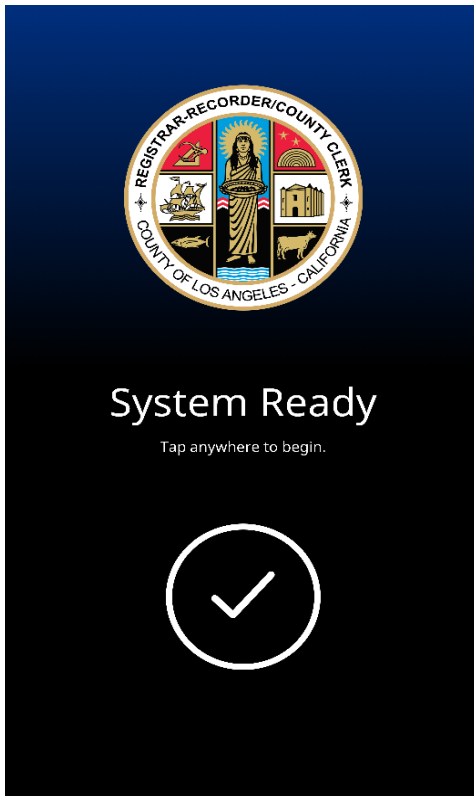 REGISTRAR-RECORDER/COUNTY CLERK
COUNTY OF LOS ANGELES - CALIFORNIA
System Ready
Tap anywhere to begin.